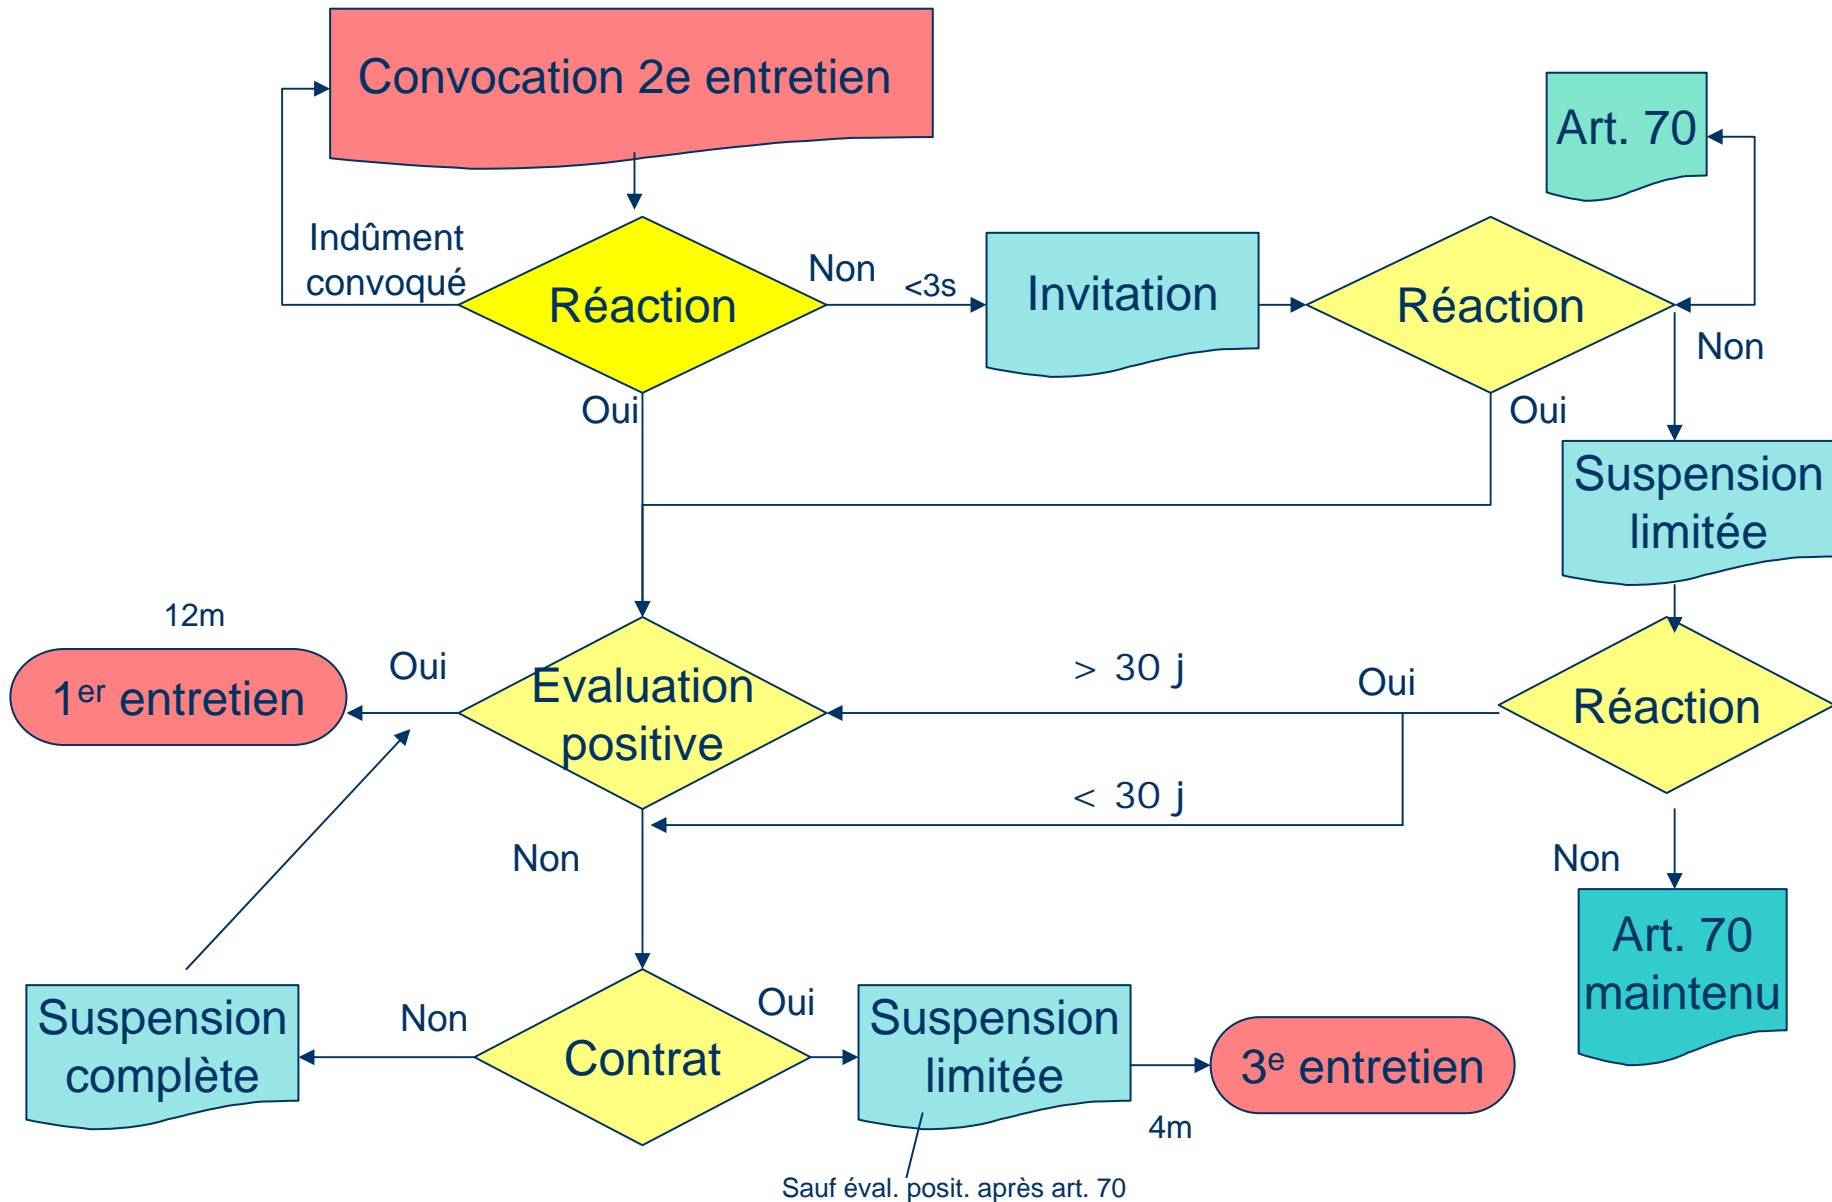 Convocation 2e entretien
Art. 70
Indûment
convoqué
Réaction
Non
<3s
Invitation
Réaction
Non
Oui
Oui
Suspension
limitée
12m
1er entretien
Oui
Evaluation
positive
> 30 j
Oui
Réaction
< 30 j
Non
Non
Art. 70
maintenu
Suspension
complète
Non
Contrat
Oui
Suspension
limitée
3e entretien
4m
Sauf éval. posit. après art. 70